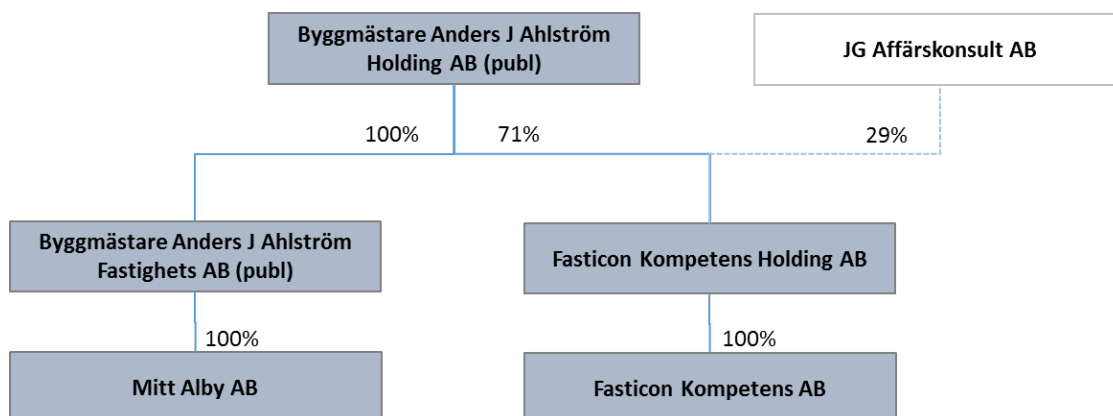 Byggmästare Anders J Ahlström
Holding AB (publ)
JG Affärskonsult AB
100%
71%
29%
Byggmästare Anders J Ahlström
Fastighets AB (publ)
Fasticon Kompetens Holding AB
100%
100%
Mitt Alby AB
Fasticon Kompetens AB